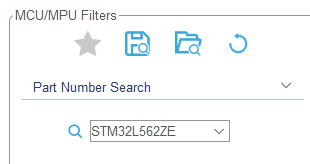 MCU/MPU Filters
Part Number Search
STM32L562ZE